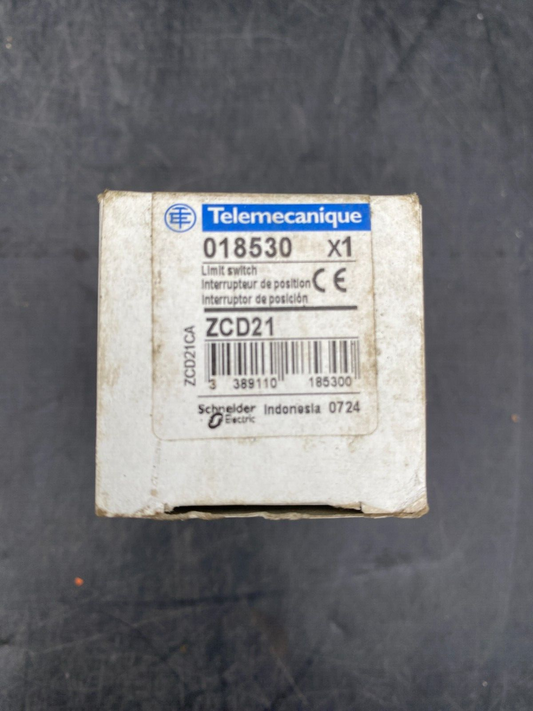 Telemecanique
018530 X1
Limit switch
Interrupteur de position CE
Interruptor de posición
ZCD21
ZCD21CA
3 389110 185300
Schneider Electric Indonesia 0724